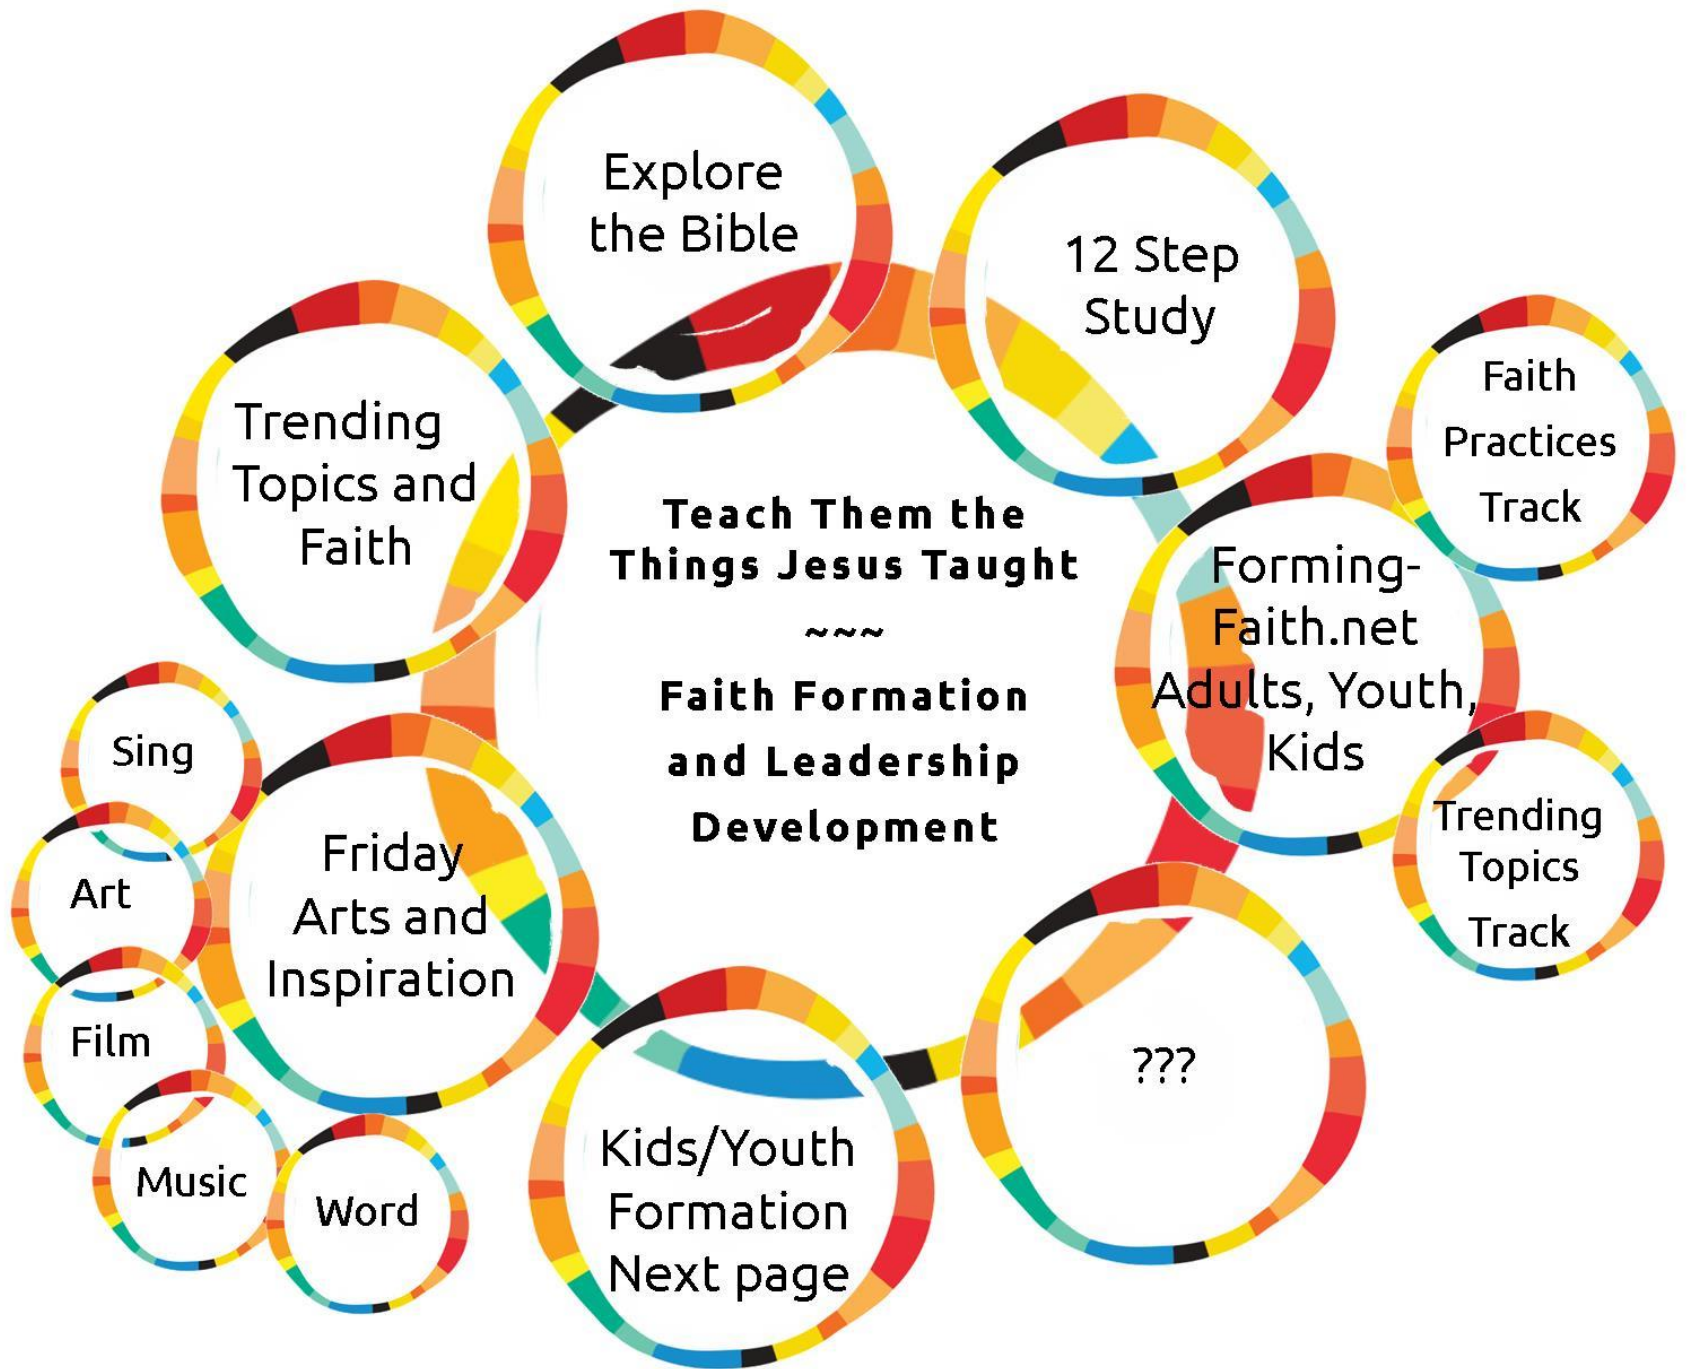 Explore
the Bible
12 Step
Study
Faith
Practices
Track
Trending
Topics and
Faith
Teach Them the
Things Jesus Taught
~~~
Faith Formation
and Leadership
Development
Forming-
Faith.net
Adults, Youth,
Kids
Sing
Art
Film
Music
Word
Friday
Arts and
Inspiration
Trending
Topics
Track
???
Kids/Youth
Formation
Next page